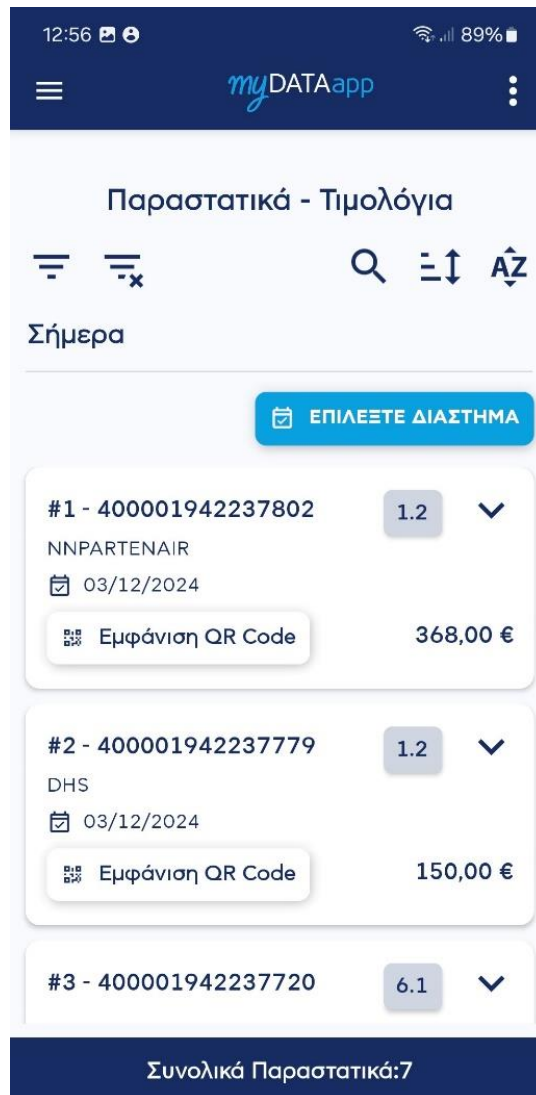 12:56 89%
myDATAapp
Παραστατικά - Τιμολόγια
AZ
Σήμερα
ΕΠΙΛΕΞΤΕ ΔΙΑΣΤΗΜΑ
#1 - 400001942237802 1.2
NNPARTENAIR
03/12/2024
Εμφάνιση QR Code 368,00 €
#2 - 400001942237779 1.2
DHS
03/12/2024
Εμφάνιση QR Code 150,00 €
#3 - 400001942237720 6.1
Συνολικά Παραστατικά:7